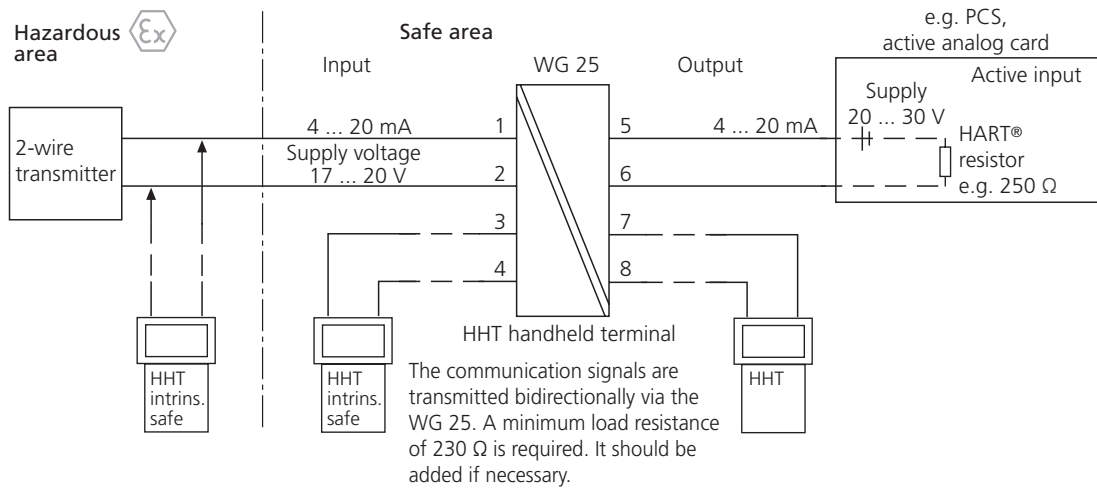 Hazardous
area
Ex
Safe area
e.g. PCS,
active analog card
Input
WG 25
Output
Active input
Supply
20 ... 30 V
2-wire
transmitter
4 ... 20 mA
1
5
4 ... 20 mA
HART®
resistor
e.g. 250 Ω
Supply voltage
17 ... 20 V
2
6
3
7
4
8
HHT handheld terminal
HHT
intrins.
safe
HHT
intrins.
safe
HHT
The communication signals are
transmitted bidirectionally via the
WG 25. A minimum load resistance
of 230 Ω is required. It should be
added if necessary.